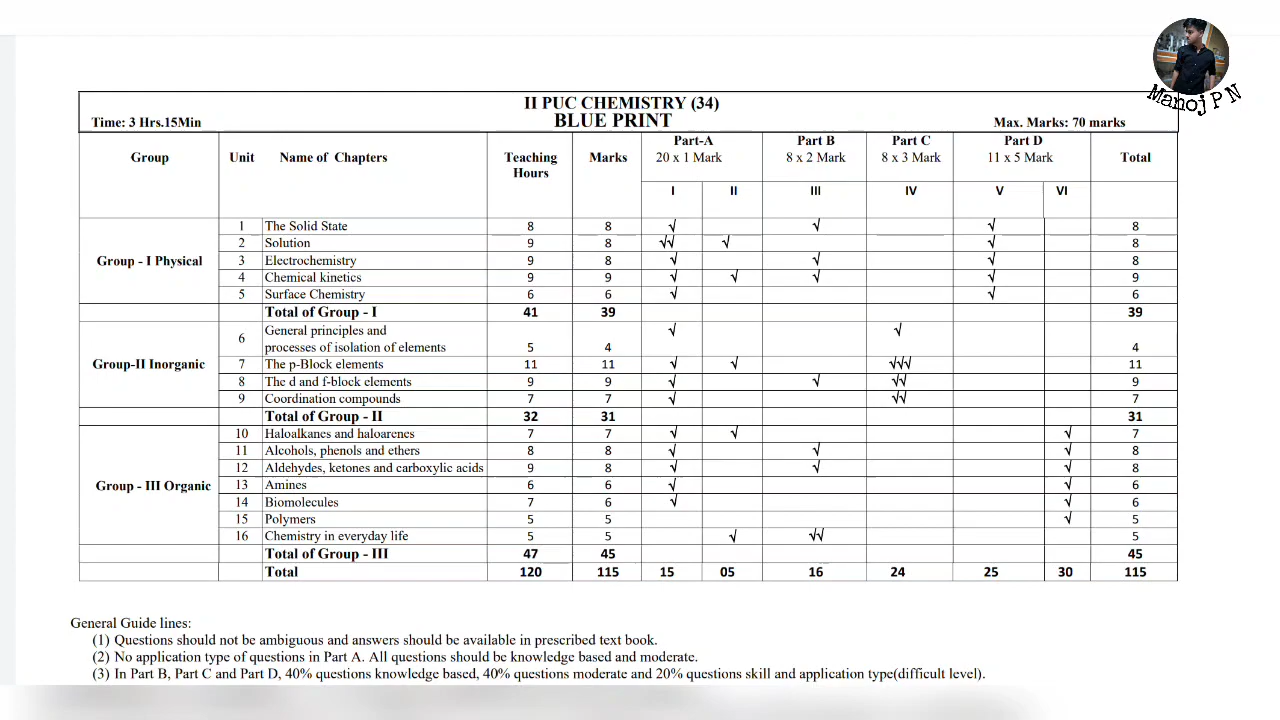 Manoj P N
II PUC CHEMISTRY (34)
Time: 3 Hrs.15Min BLUE PRINT Max. Marks: 70 marks
Group Unit Name of Chapters Teaching Hours Marks Part-A 20 x 1 Mark Part B 8 x 2 Mark Part C 8 x 3 Mark Part D 11 x 5 Mark Total
I II III IV V VI
Group - I Physical
1 The Solid State 8 8 √ √ √ 8
2 Solution 9 8 √√ √ √ 8
3 Electrochemistry 9 8 √ √ √ 8
4 Chemical kinetics 9 9 √ √ √ √ 9
5 Surface Chemistry 6 6 √ √ 6
Total of Group - I 41 39 39
Group-II Inorganic
6 General principles and √ √
processes of isolation of elements 5 4 4
7 The p-Block elements 11 11 √ √ √√√ 11
8 The d and f-block elements 9 9 √ √ √√ 9
9 Coordination compounds 7 7 √ √√ 7
Total of Group - II 32 31 31
Group - III Organic
10 Haloalkanes and haloarenes 7 7 √ √ √ 7
11 Alcohols, phenols and ethers 8 8 √ √ √ 8
12 Aldehydes, ketones and carboxylic acids 9 8 √ √ √ 8
13 Amines 6 6 √ √ 6
14 Biomolecules 7 6 √ √ 6
15 Polymers 5 5 √ 5
16 Chemistry in everyday life 5 5 √ √√ 5
Total of Group - III 47 45 45
Total 120 115 15 05 16 24 25 30 115
General Guide lines:
(1) Questions should not be ambiguous and answers should be available in prescribed text book.
(2) No application type of questions in Part A. All questions should be knowledge based and moderate.
(3) In Part B, Part C and Part D, 40% questions knowledge based, 40% questions moderate and 20% questions skill and application type(difficult level).